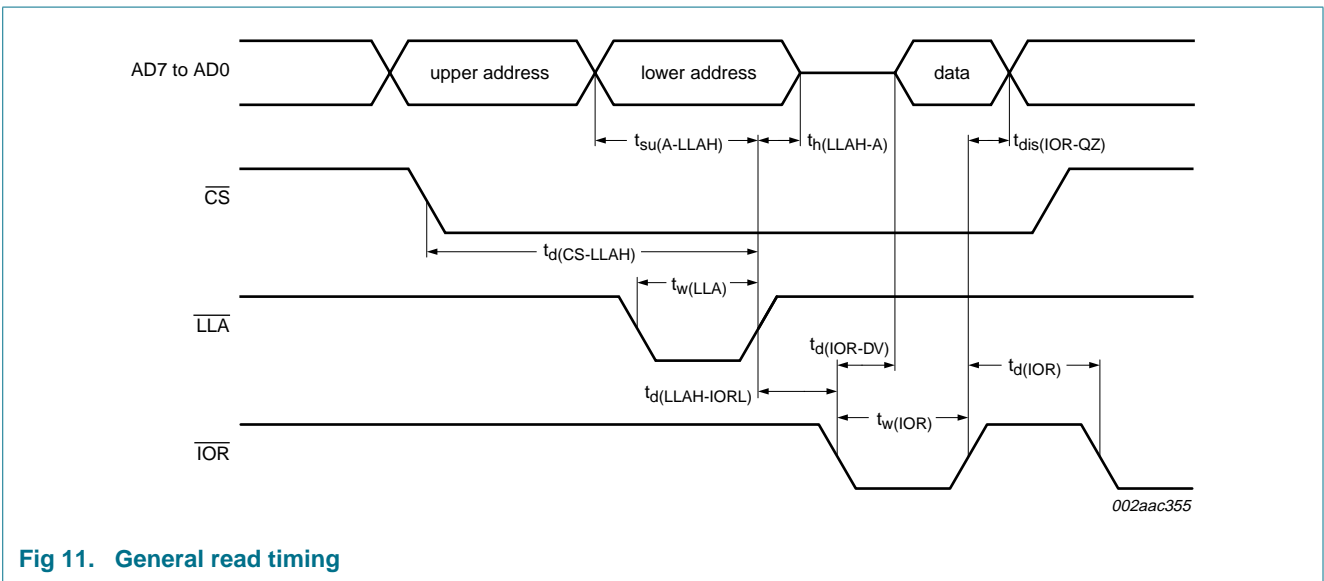 AD7 to AD0
upper address
lower address
data
tsu(A-LLAH)
th(LLAH-A)
tdis(IOR-QZ)
CS
td(CS-LLAH)
tw(LLA)
LLA
td(IOR-DV)
td(IOR)
td(LLAH-IORL)
tw(IOR)
IOR
002aac355
Fig 11. General read timing